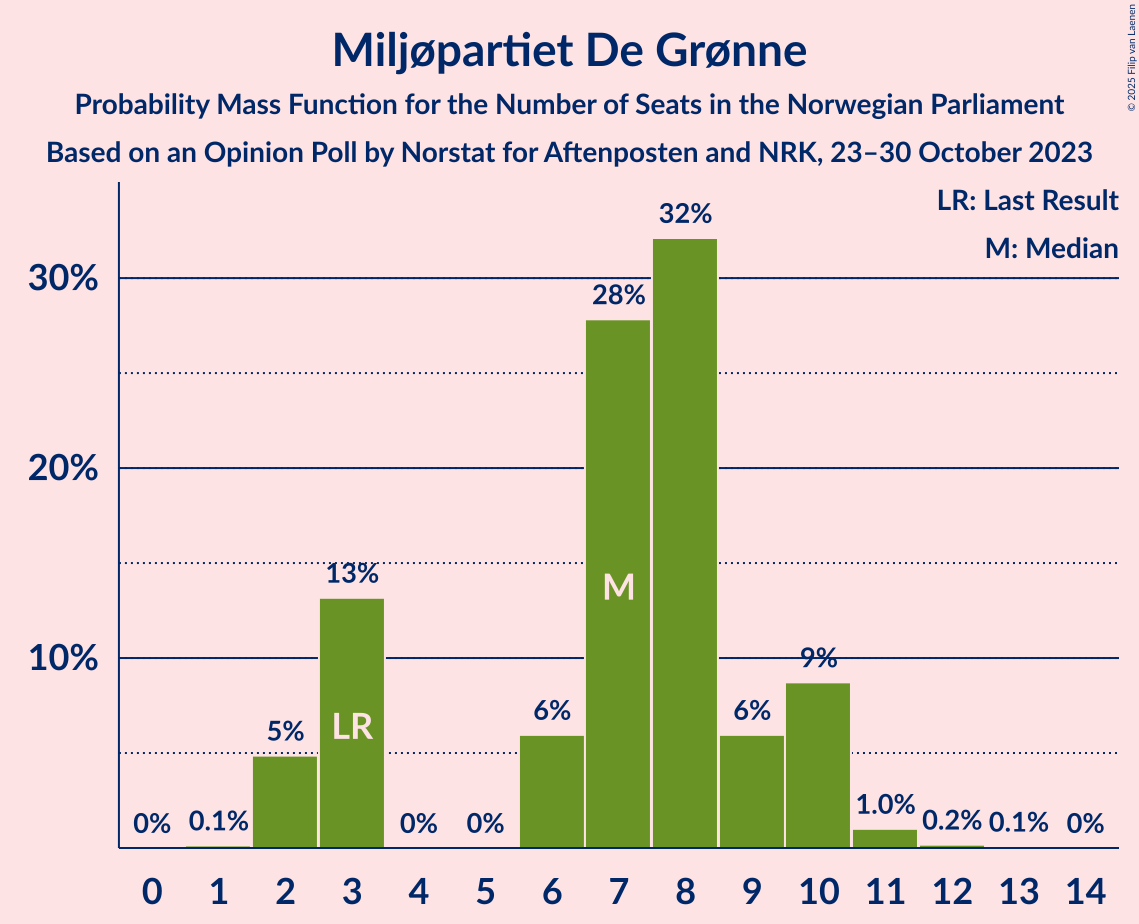 Miljøpartiet De Grønne
Probability Mass Function for the Number of Seats in the Norwegian Parliament
Based on an Opinion Poll by Norstat for Aftenposten and NRK, 23–30 October 2023
© 2025 Filip van Laenen
LR: Last Result
M: Median
30%
20%
10%
0%
0.1%
5%
13%
0%
0%
6%
28%
32%
6%
9%
1.0%
0.2%
0.1%
0%
LR
M
0 1 2 3 4 5 6 7 8 9 10 11 12 13 14